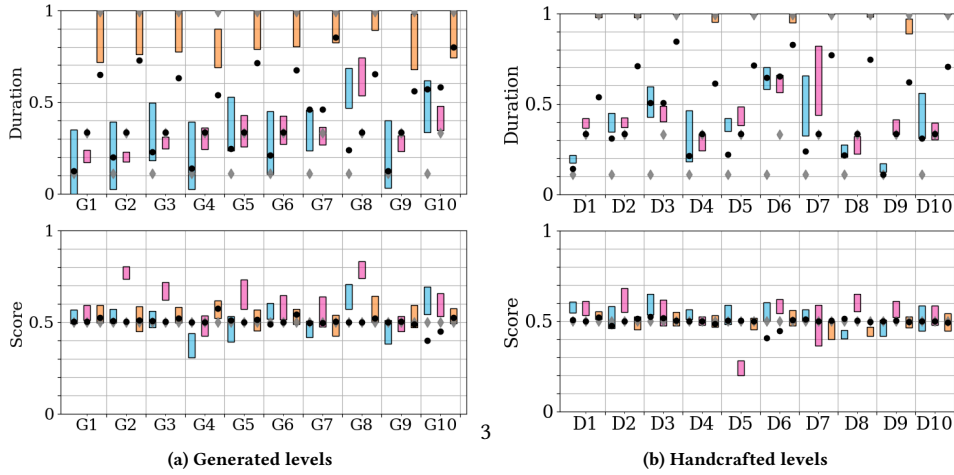 1
0.5
0
Duration
G1 G2 G3 G4 G5 G6 G7 G8 G9 G10
1
0.5
0
Score
G1 G2 G3 G4 G5 G6 G7 G8 G9 G10
(a) Generated levels
3
1
0.5
0
Duration
D1 D2 D3 D4 D5 D6 D7 D8 D9 D10
1
0.5
0
Score
D1 D2 D3 D4 D5 D6 D7 D8 D9 D10
(b) Handcrafted levels